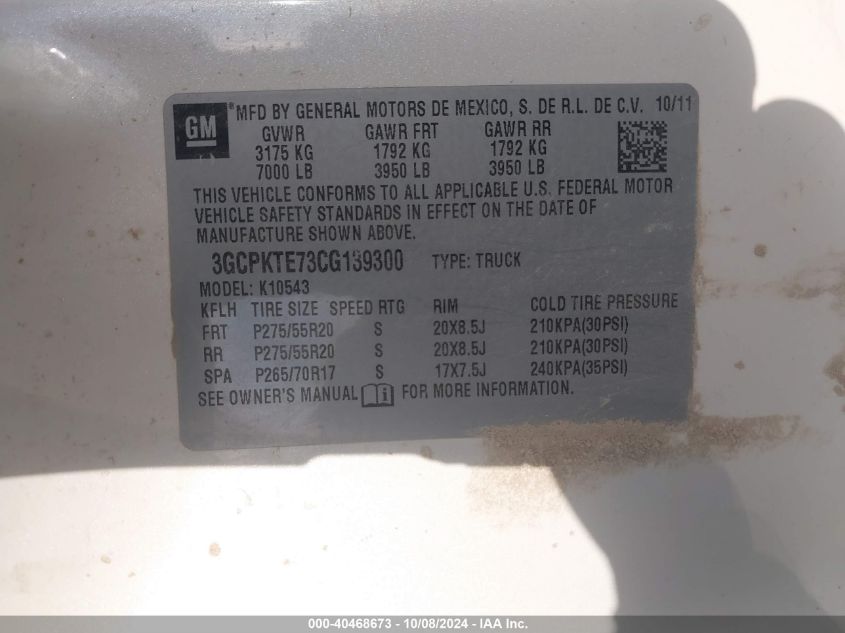 GM
® MFD BY GENERAL MOTORS DE MEXICO, S. DE R.L. DE C.V. 10/11
GVWR GAWR FRT GAWR RR
3175 KG 1792 KG 1792 KG
7000 LB 3950 LB 3950 LB
THIS VEHICLE CONFORMS TO ALL APPLICABLE U.S. FEDERAL MOTOR
VEHICLE SAFETY STANDARDS IN EFFECT ON THE DATE OF
MANUFACTURE SHOWN ABOVE.
3GCPKTE73CG139300 TYPE: TRUCK
MODEL: K10543
KFLH TIRE SIZE SPEED RTG RIM COLD TIRE PRESSURE
FRT P275/55R20 S 20X8.5J 210KPA(30PSI)
RR P275/55R20 S 20X8.5J 210KPA(30PSI)
SPA P265/70R17 S 17X7.5J 240KPA(35PSI)
SEE OWNER'S MANUAL i FOR MORE INFORMATION.
000-40468673 - 10/08/2024 - IAA Inc.